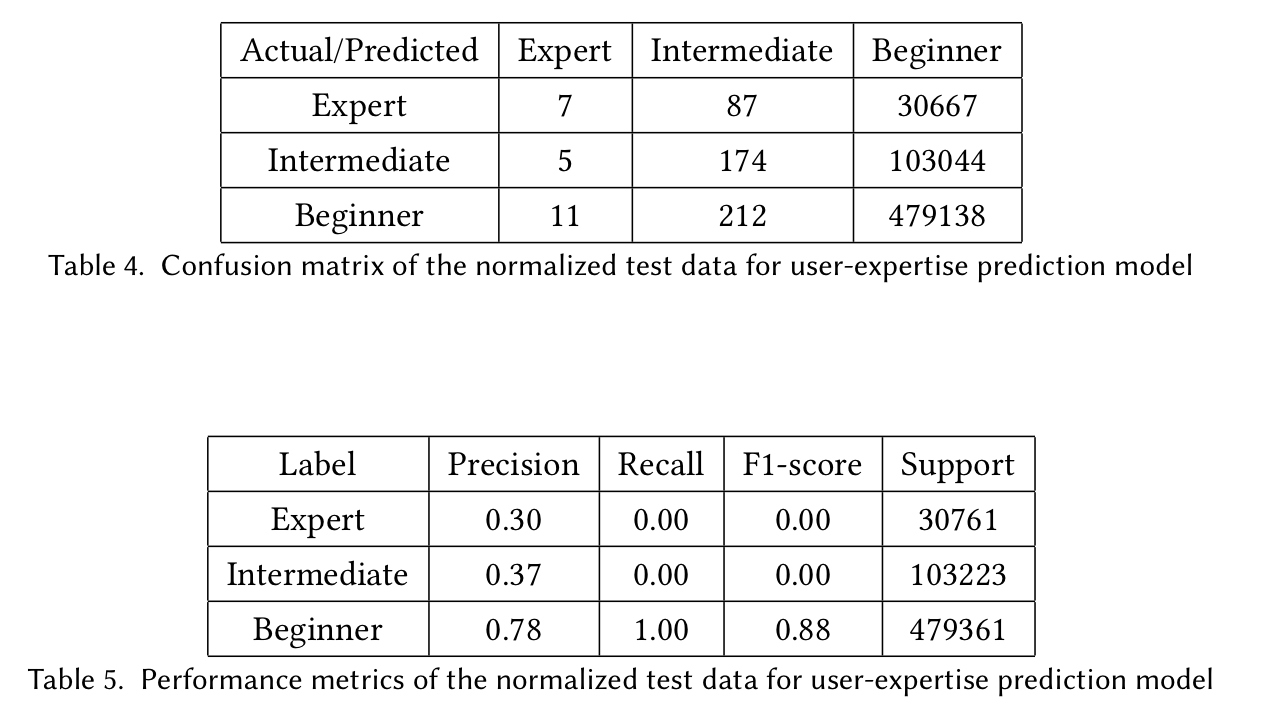 Actual/Predicted Expert Intermediate Beginner
Expert 7 87 30667
Intermediate 5 174 103044
Beginner 11 212 479138
Table 4. Confusion matrix of the normalized test data for user-expertise prediction model
Label Precision Recall F1-score Support
Expert 0.30 0.00 0.00 30761
Intermediate 0.37 0.00 0.00 103223
Beginner 0.78 1.00 0.88 479361
Table 5. Performance metrics of the normalized test data for user-expertise prediction model